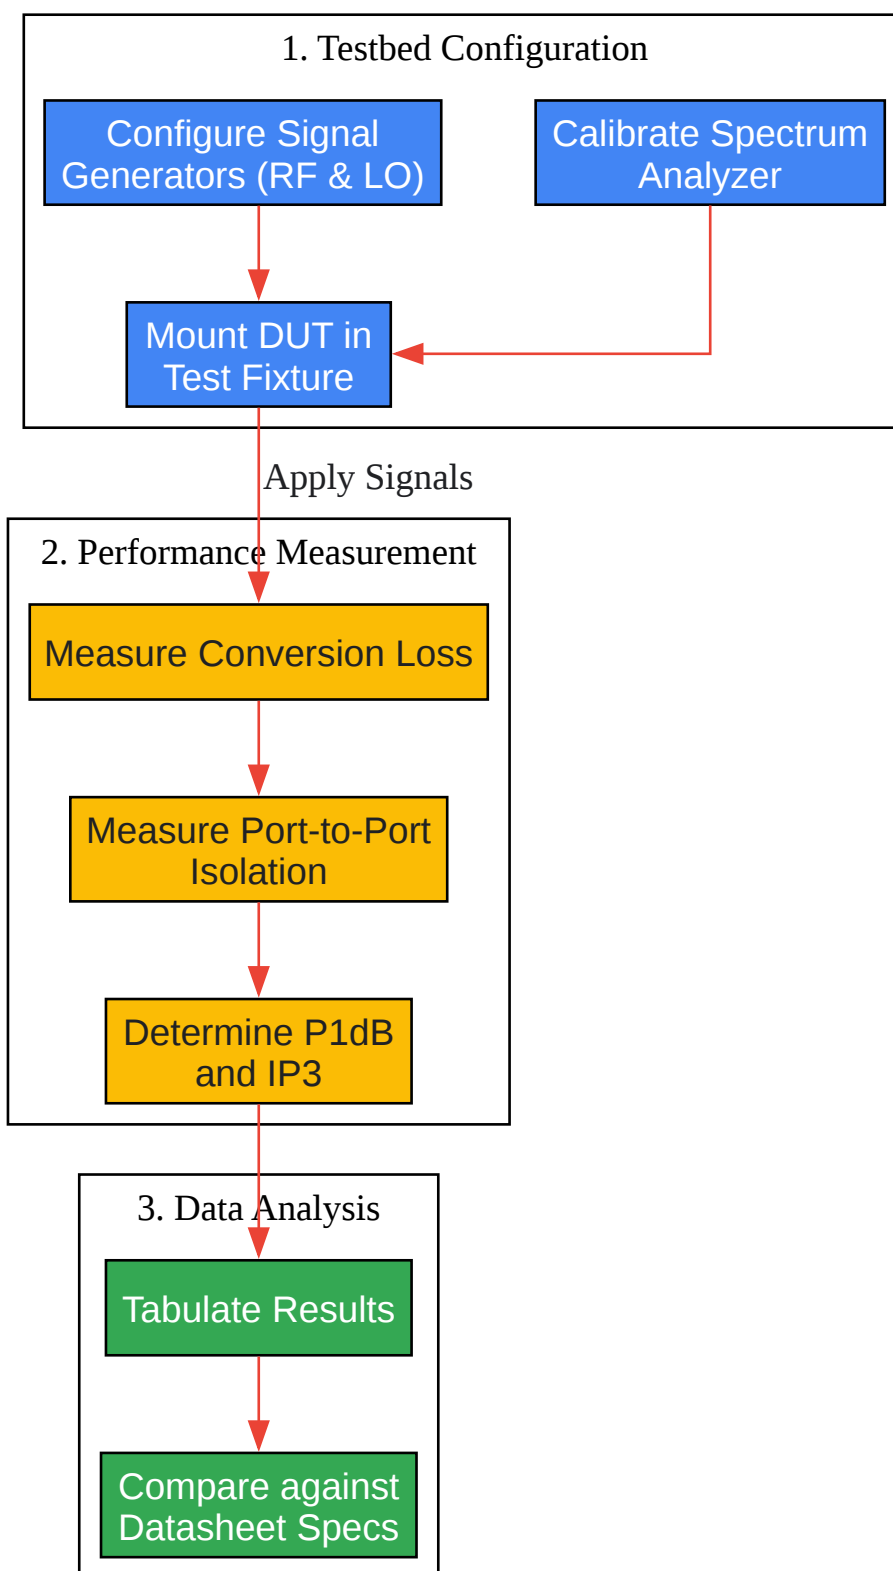 1. Testbed Configuration
Configure Signal
Generators (RF & LO)
Calibrate Spectrum
Analyzer
Mount DUT in
Test Fixture
Apply Signals
2. Performance Measurement
Measure Conversion Loss
Measure Port-to-Port
Isolation
Determine P1dB
and IP3
3. Data Analysis
Tabulate Results
Compare against
Datasheet Specs